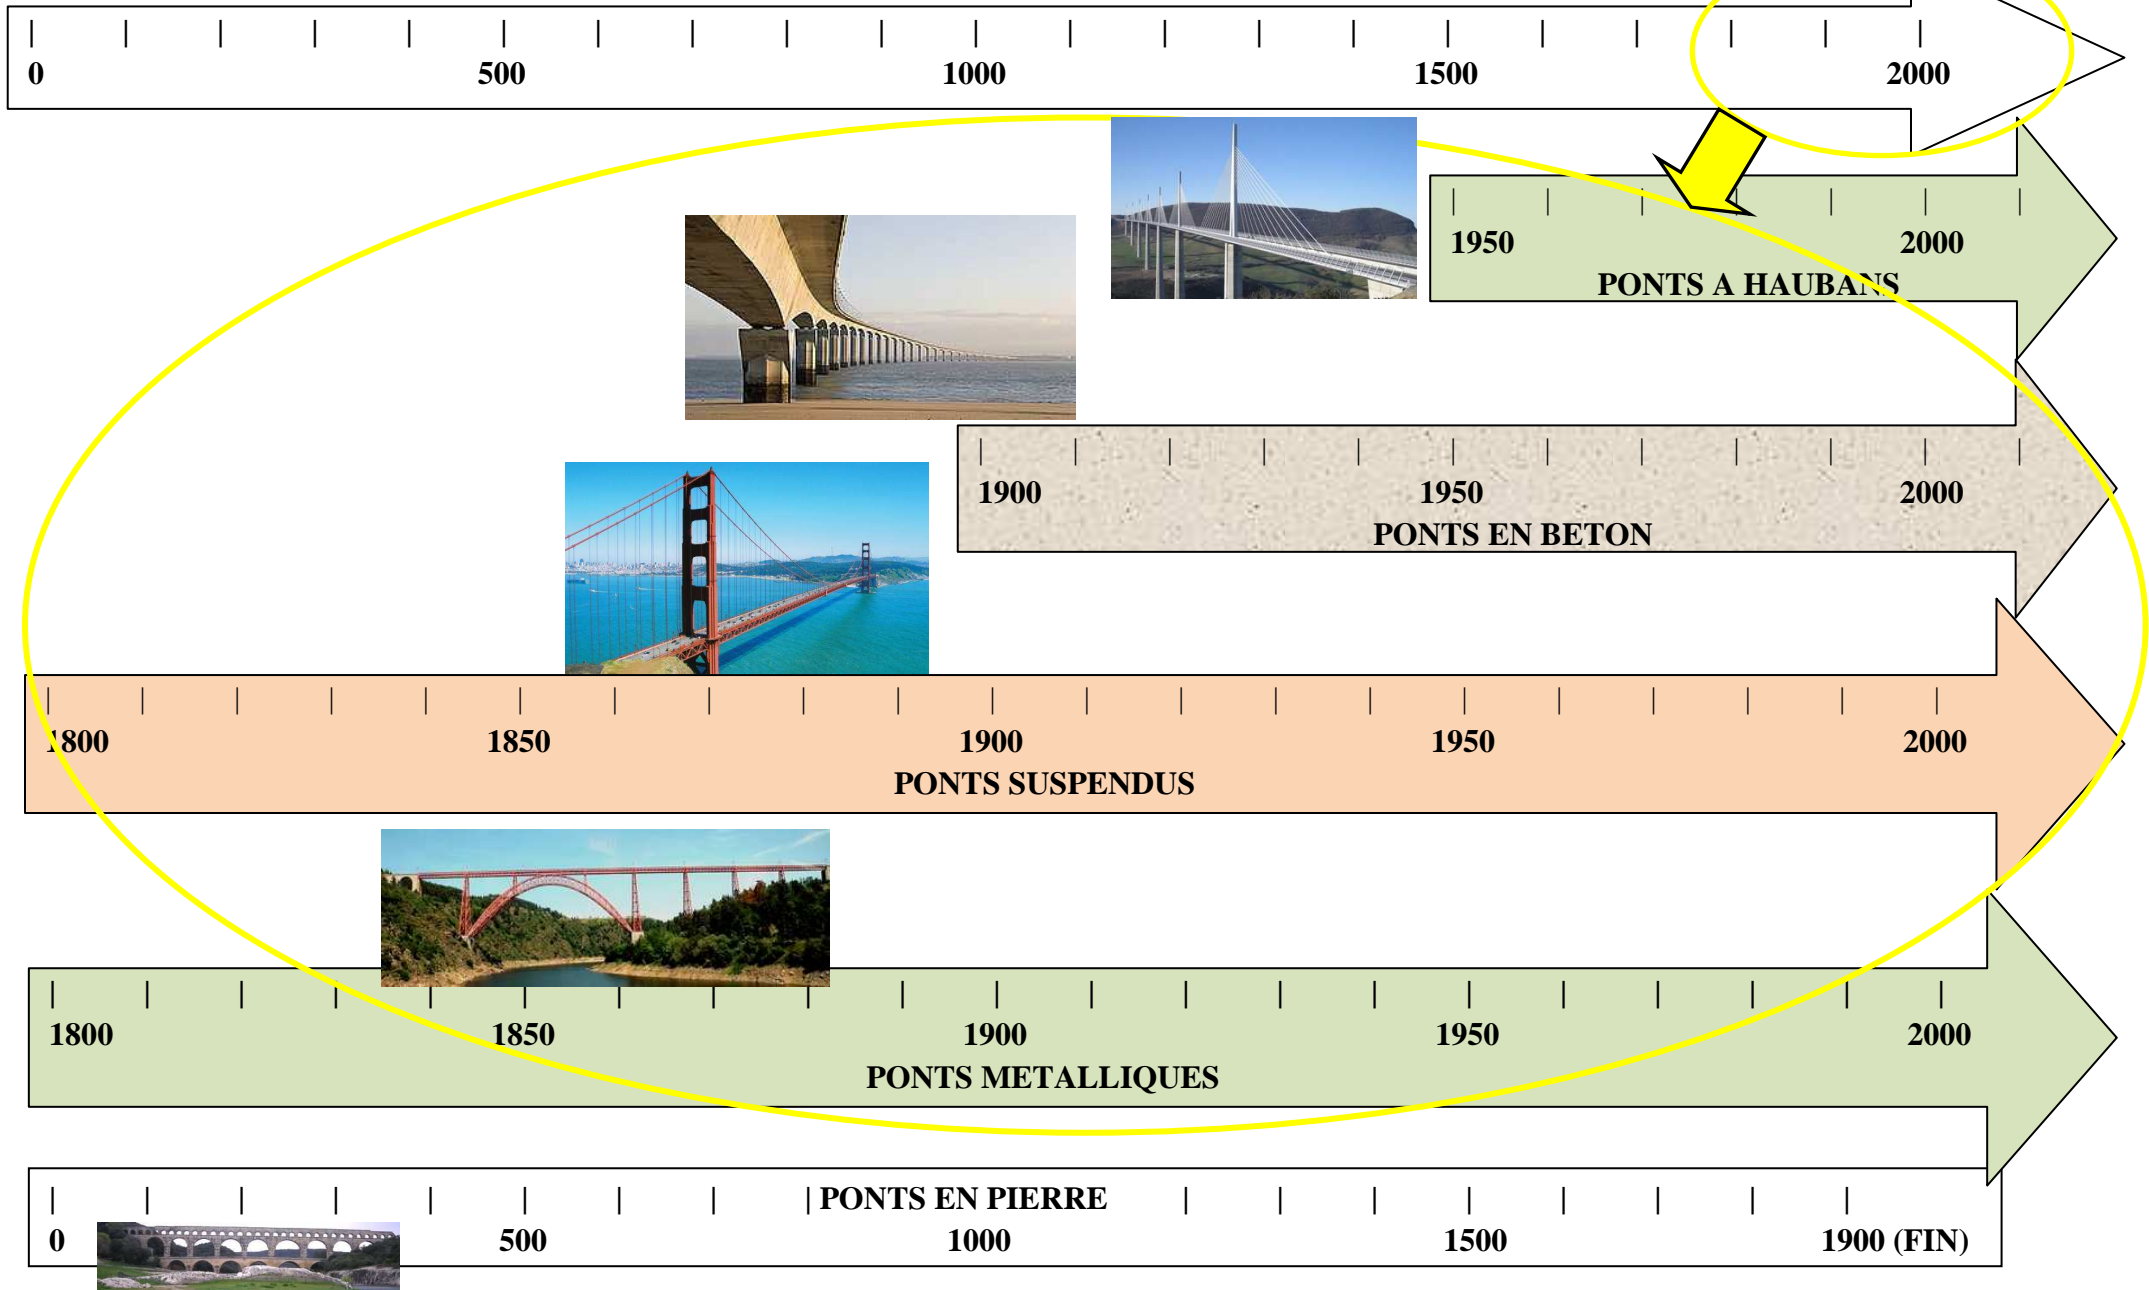 0 500 1000 1500 2000
1950 2000
PONTS A HAUBANS
1900 1950 2000
PONTS EN BETON
1800 1850 1900 1950 2000
PONTS SUSPENDUS
1800 1850 1900 1950 2000
PONTS METALLIQUES
PONTS EN PIERRE
0 500 1000 1500 1900 (FIN)